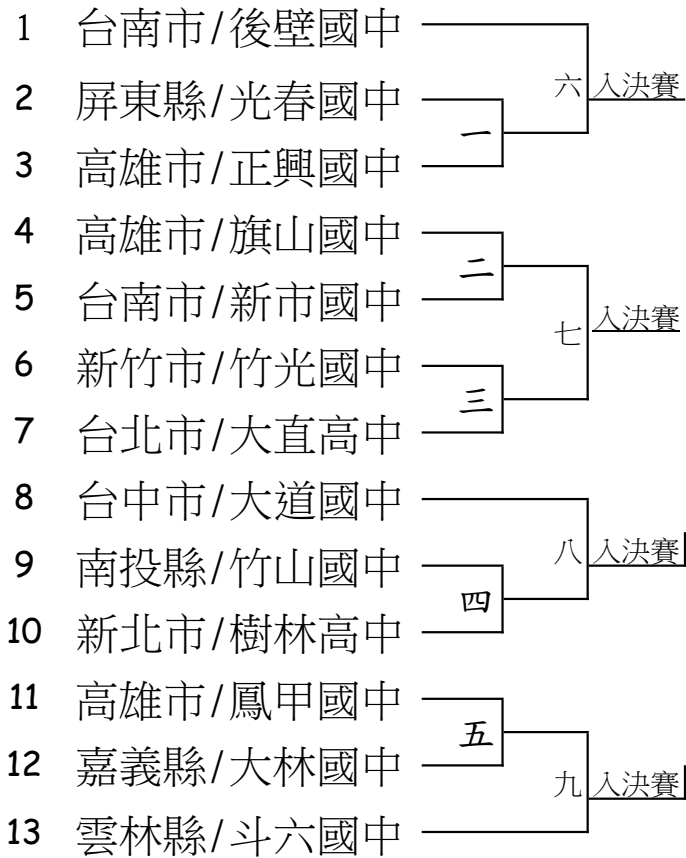 1 台南市/後壁國中
六 入決賽
2 屏東縣/光春國中
一
3 高雄市/正興國中
4 高雄市/旗山國中
二
5 台南市/新市國中
七 入決賽
6 新竹市/竹光國中
三
7 台北市/大直高中
8 台中市/大道國中
八 入決賽
9 南投縣/竹山國中
四
10 新北市/樹林高中
11 高雄市/鳳甲國中
五
12 嘉義縣/大林國中
九 入決賽
13 雲林縣/斗六國中